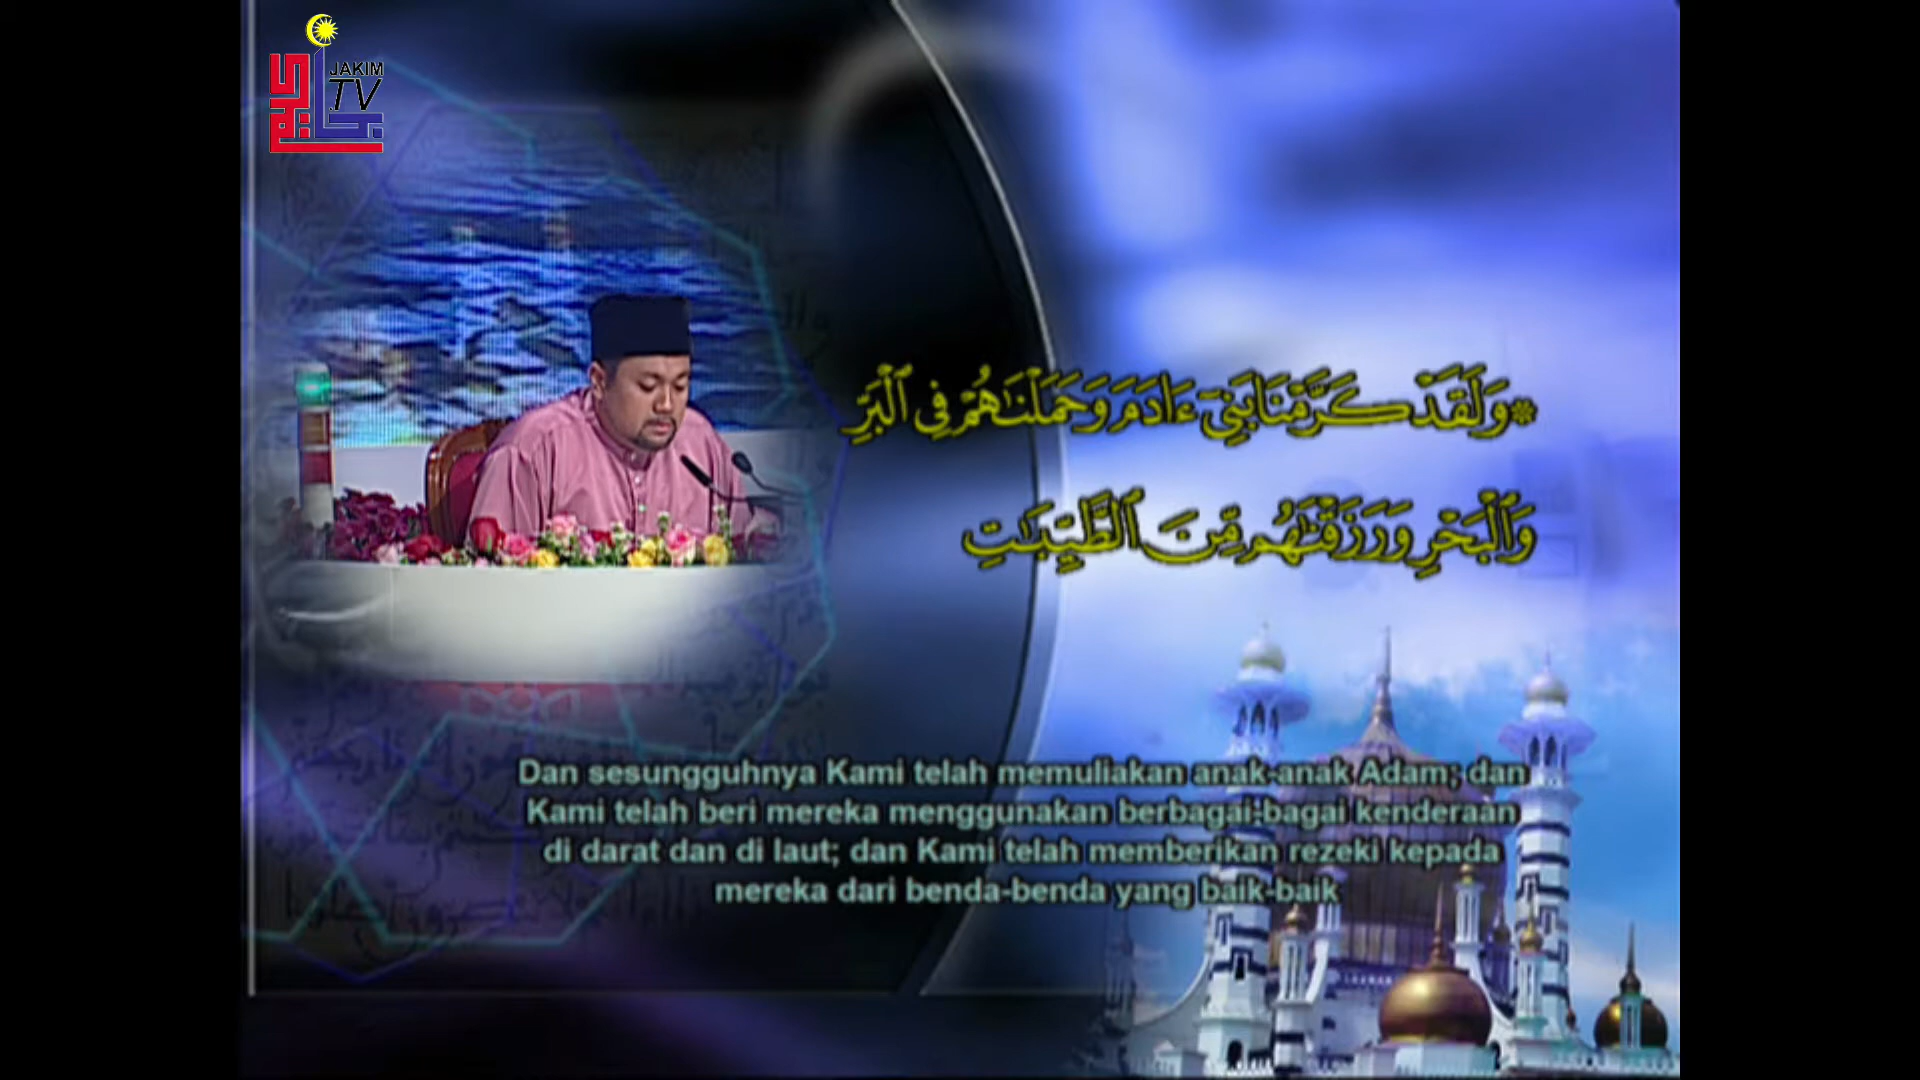 JAKIM
TV
۞وَلَقَدْ كَرَّمْنَا بَنِيٓ ءَادَمَ وَحَمَلْنَٰهُمْ فِي ٱلْبَرِّ
وَٱلْبَحْرِ وَرَزَقْنَٰهُم مِّنَ ٱلطَّيِّبَٰتِ
Dan sesungguhnya Kami telah memuliakan anak-anak Adam; dan
Kami telah beri mereka menggunakan berbagai-bagai kenderaan
di darat dan di laut; dan Kami telah memberikan rezeki kepada
mereka dari benda-benda yang baik-baik